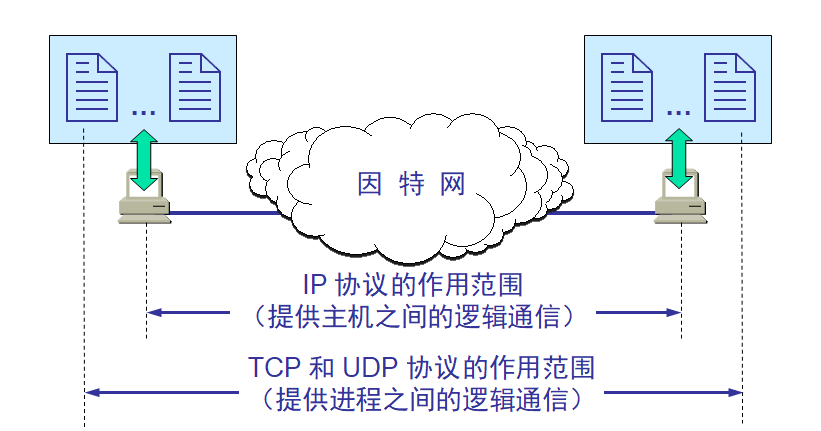 ...
...
因特网
IP 协议的作用范围
（提供主机之间的逻辑通信）
TCP 和 UDP 协议的作用范围
（提供进程之间的逻辑通信）